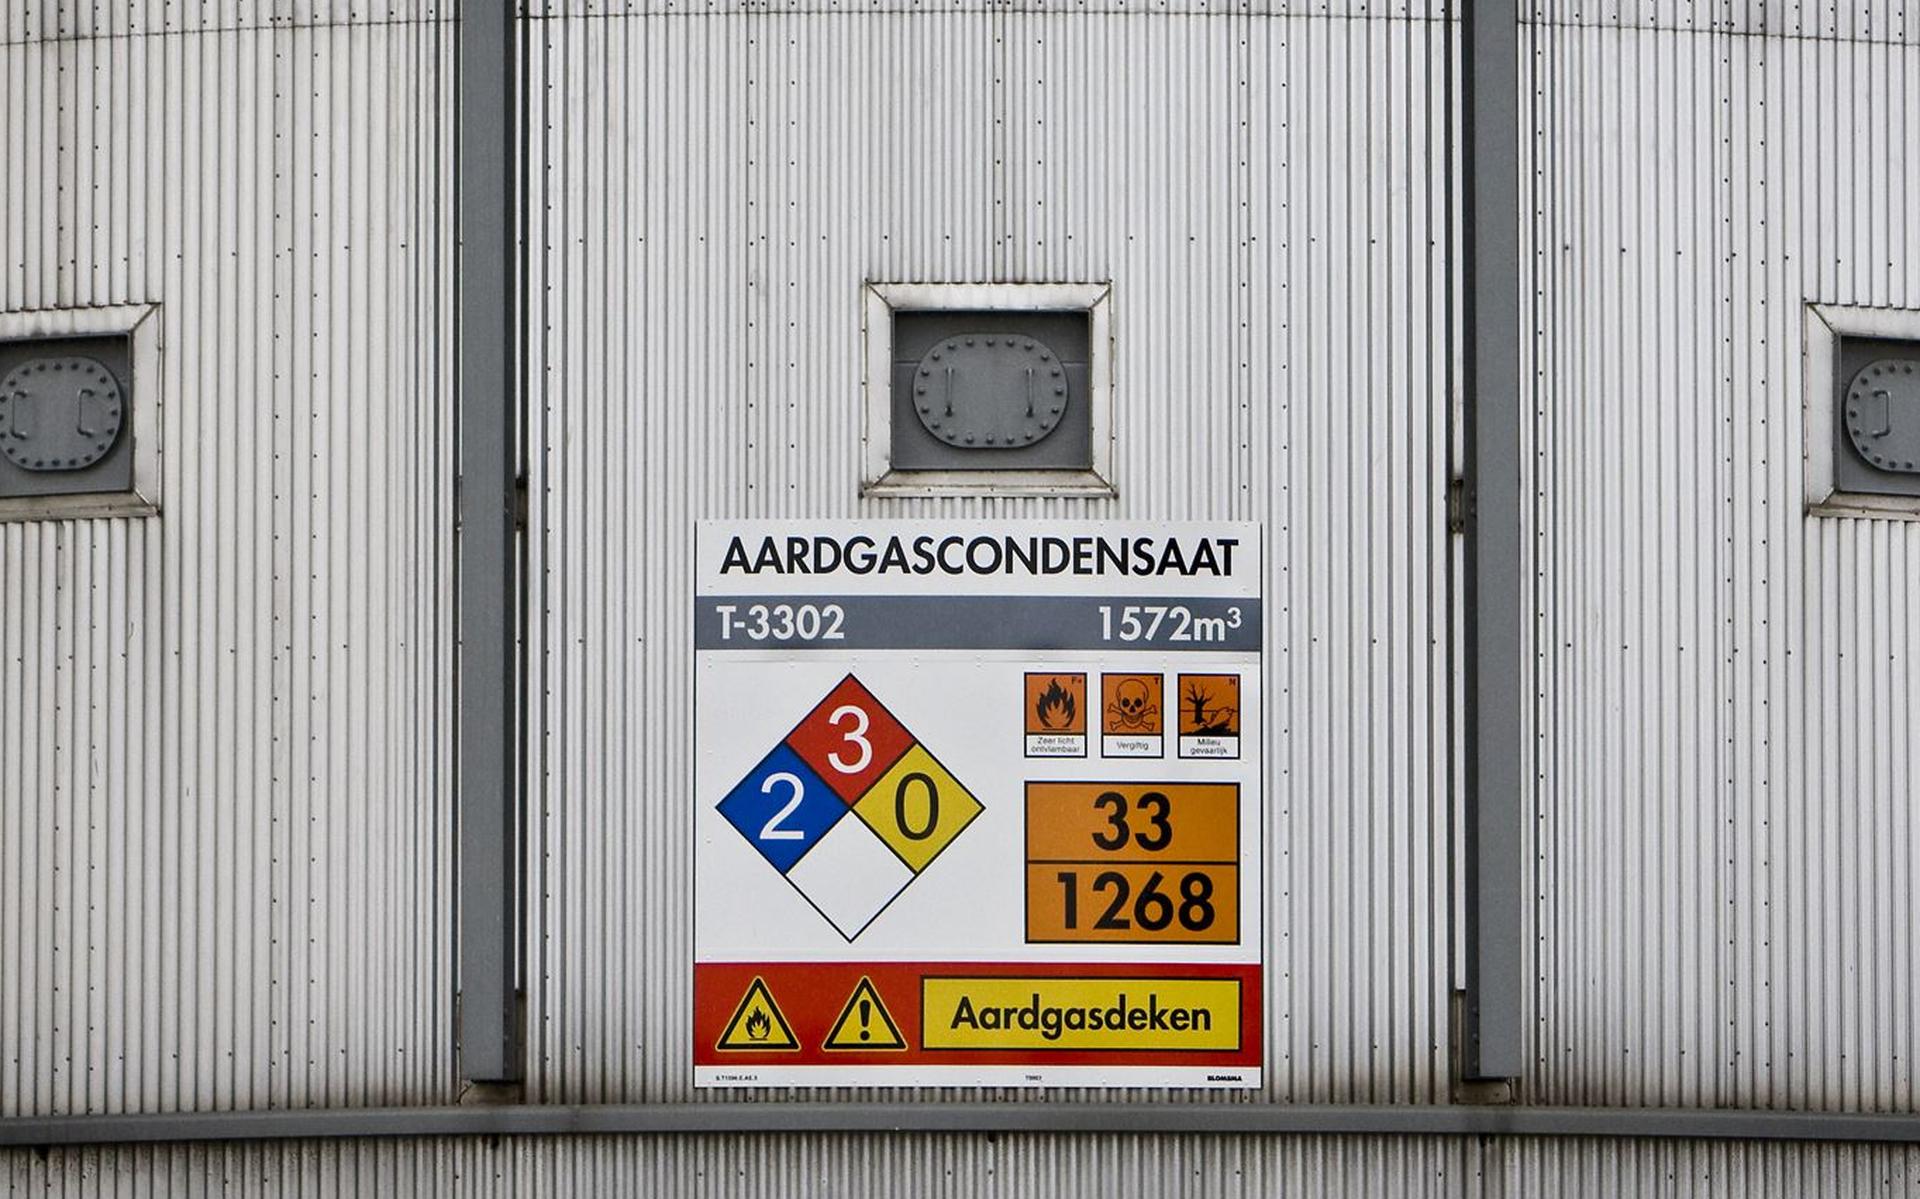 AARDGASCONDENSAAT
T-3302 1572m³
F+ T N
Zeer licht ontvlambaar
Vergiftig
Milieu gevaarlijk
3
2 0
33
1268
Aardgasdeken
BLOMSMA